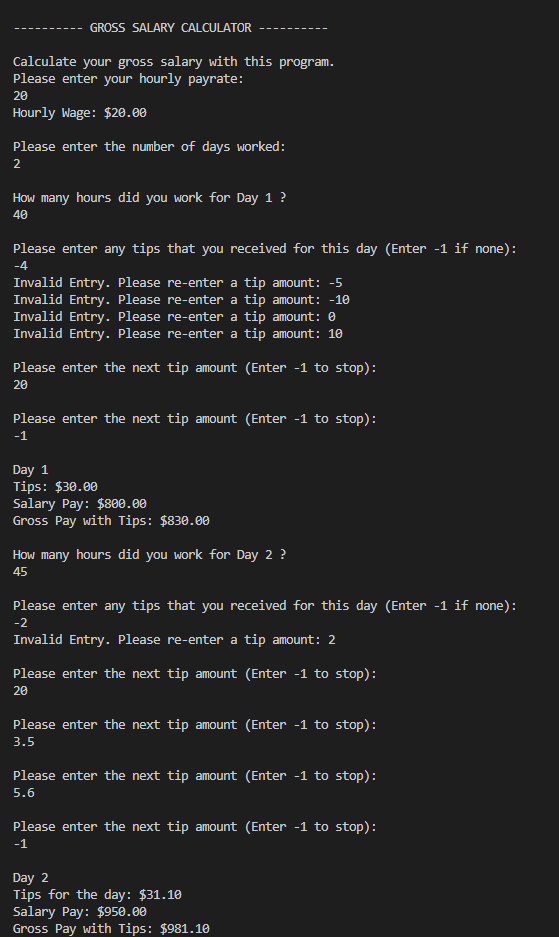 ---------- GROSS SALARY CALCULATOR ----------
Calculate your gross salary with this program.
Please enter your hourly payrate:
20
Hourly Wage: $20.00
Please enter the number of days worked:
2
How many hours did you work for Day 1 ?
40
Please enter any tips that you received for this day (Enter -1 if none):
-4
Invalid Entry. Please re-enter a tip amount: -5
Invalid Entry. Please re-enter a tip amount: -10
Invalid Entry. Please re-enter a tip amount: 0
Invalid Entry. Please re-enter a tip amount: 10
Please enter the next tip amount (Enter -1 to stop):
20
Please enter the next tip amount (Enter -1 to stop):
-1
Day 1
Tips: $30.00
Salary Pay: $800.00
Gross Pay with Tips: $830.00
How many hours did you work for Day 2 ?
45
Please enter any tips that you received for this day (Enter -1 if none):
-2
Invalid Entry. Please re-enter a tip amount: 2
Please enter the next tip amount (Enter -1 to stop):
20
Please enter the next tip amount (Enter -1 to stop):
3.5
Please enter the next tip amount (Enter -1 to stop):
5.6
Please enter the next tip amount (Enter -1 to stop):
-1
Day 2
Tips for the day: $31.10
Salary Pay: $950.00
Gross Pay with Tips: $981.10